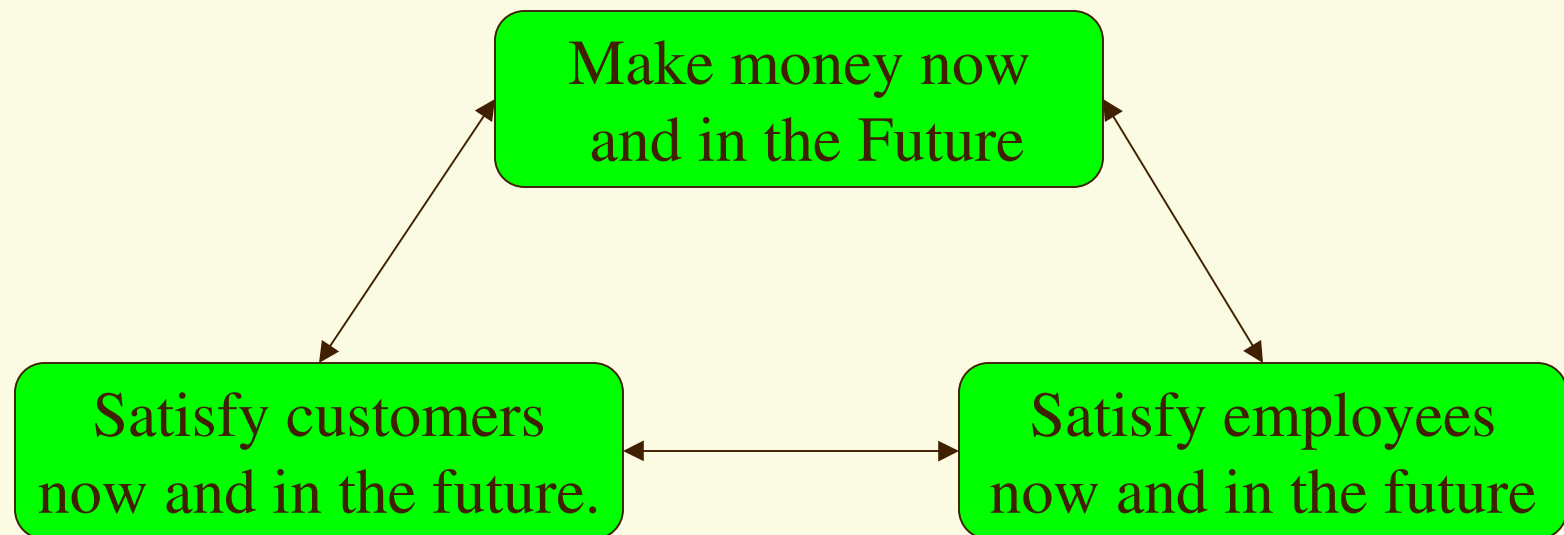 Make money now
and in the Future
Satisfy customers
now and in the future.
Satisfy employees
now and in the future